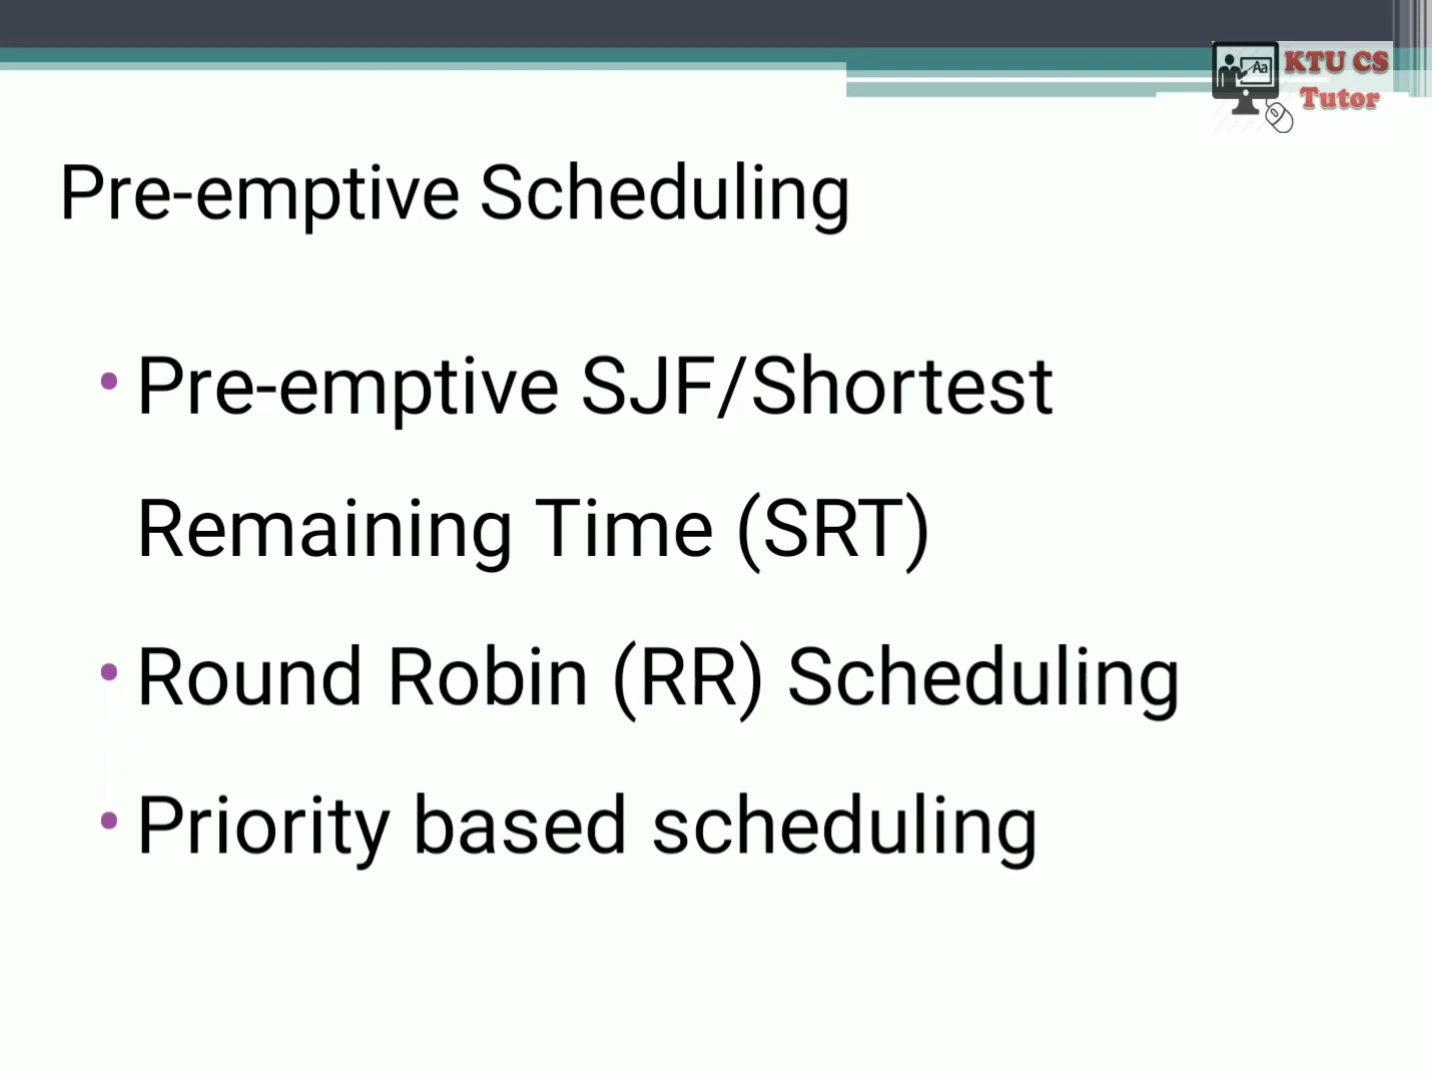 Aa
KTU CS
Tutor
Pre-emptive Scheduling
• Pre-emptive SJF/Shortest
Remaining Time (SRT)
• Round Robin (RR) Scheduling
• Priority based scheduling